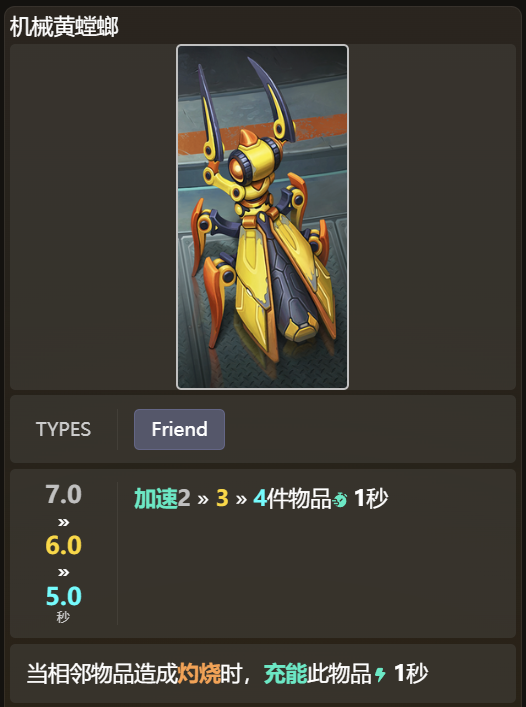 机械黄螳螂
TYPES
Friend
7.0
»
6.0
»
5.0
秒
加速2 » 3 » 4件物品 1秒
当相邻物品造成灼烧时，充能此物品 1秒